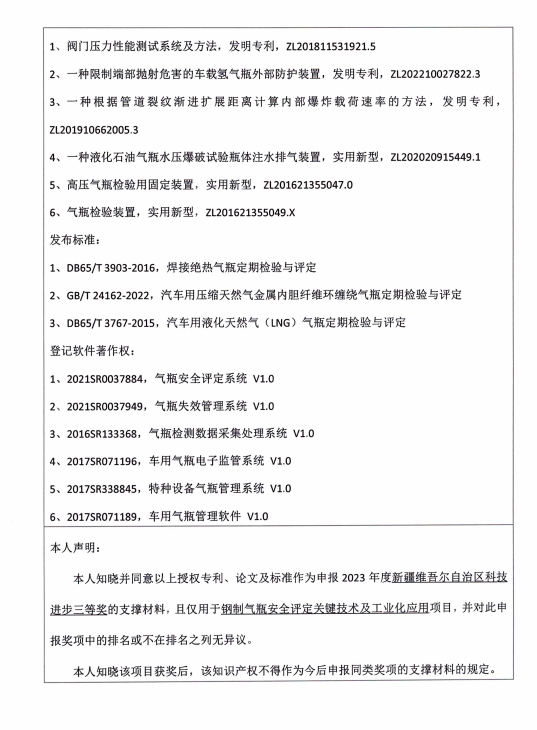 1、阀门压力性能测试系统及方法，发明专利，ZL201811531921.5
2、一种限制端部抛射危害的车载氢气瓶外部防护装置，发明专利，ZL202210027822.3
3、一种根据管道裂纹渐进扩展距离计算内部爆炸载荷速率的方法，发明专利，
ZL201910662005.3
4、一种液化石油气瓶水压爆破试验瓶体注水排气装置，实用新型，ZL202020915449.1
5、高压气瓶检验用固定装置，实用新型，ZL201621355047.0
6、气瓶检验装置，实用新型，ZL201621355049.X
发布标准：
1、DB65/T 3903-2016，焊接绝热气瓶定期检验与评定
2、GB/T 24162-2022，汽车用压缩天然气金属内胆纤维环缠绕气瓶定期检验与评定
3、DB65/T 3767-2015，汽车用液化天然气（LNG）气瓶定期检验与评定
登记软件著作权：
1、2021SR0037884，气瓶安全评定系统 V1.0
2、2021SR0037949，气瓶失效管理系统 V1.0
3、2016SR133368，气瓶检测数据采集处理系统 V1.0
4、2017SR071196，车用气瓶电子监管系统 V1.0
5、2017SR338845，特种设备气瓶管理系统 V1.0
6、2017SR071189，车用气瓶管理软件 V1.0
本人声明：
本人知晓并同意以上授权专利、论文及标准作为申报 2023 年度新疆维吾尔自治区科技
进步三等奖的支撑材料，且仅用于钢制气瓶安全评定关键技术及工业化应用项目，并对此申
报奖项中的排名或不在排名之列无异议。
本人知晓该项目获奖后，该知识产权不得作为今后申报同类奖项的支撑材料的规定。